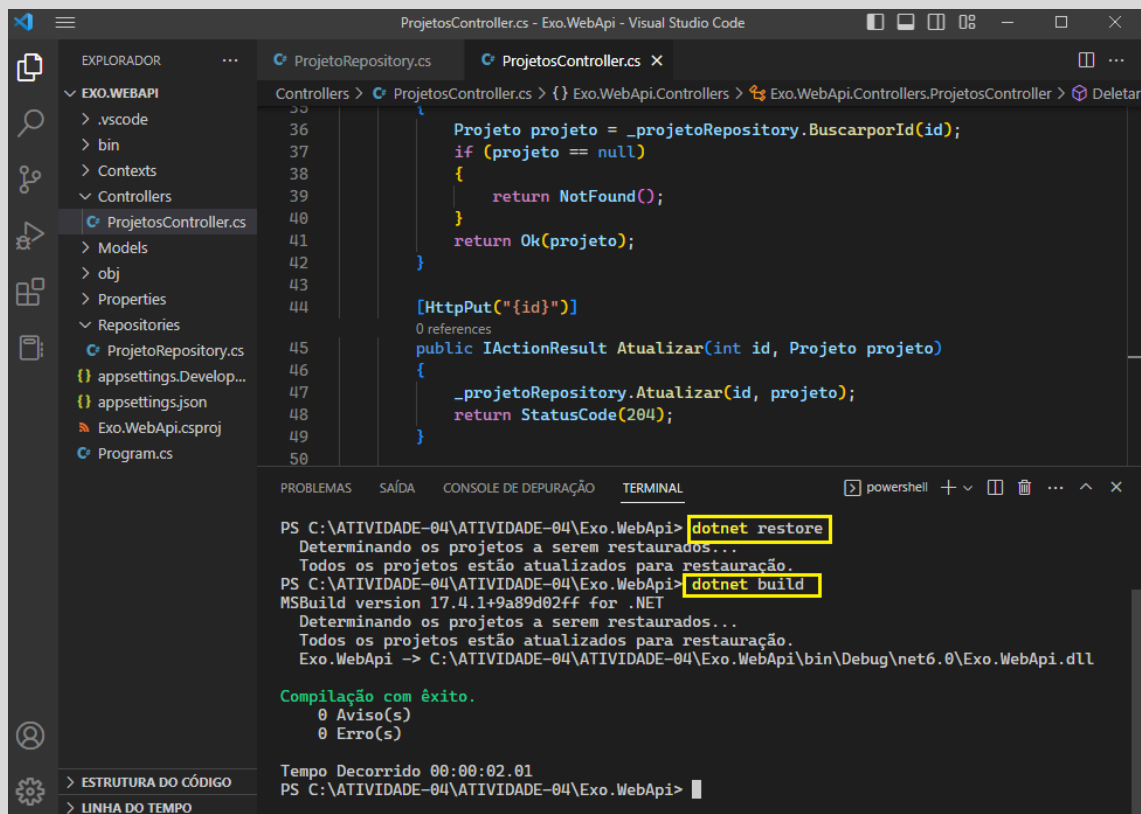 ProjetosController.cs - Exo.WebApi - Visual Studio Code
EXPLORADOR
EXO.WEBAPI
.vscode
bin
Contexts
Controllers
ProjetosController.cs
Models
obj
Properties
Repositories
ProjetoRepository.cs
appsettings.Develop...
appsettings.json
Exo.WebApi.csproj
Program.cs
ESTRUTURA DO CÓDIGO
LINHA DO TEMPO
ProjetoRepository.cs ProjetosController.cs
Controllers > ProjetosController.cs > {} Exo.WebApi.Controllers > Exo.WebApi.Controllers.ProjetosController > Deletar
35 {
36 Projeto projeto = _projetoRepository.BuscarporId(id);
37 if (projeto == null)
38 {
39 return NotFound();
40 }
41 return Ok(projeto);
42 }
43
44 [HttpPut("{id}")]
0 references
45 public IActionResult Atualizar(int id, Projeto projeto)
46 {
47 _projetoRepository.Atualizar(id, projeto);
48 return StatusCode(204);
49 }
50
PROBLEMAS SAÍDA CONSOLE DE DEPURAÇÃO TERMINAL powershell
PS C:\ATIVIDADE-04\ATIVIDADE-04\Exo.WebApi> dotnet restore
Determinando os projetos a serem restaurados...
Todos os projetos estão atualizados para restauração.
PS C:\ATIVIDADE-04\ATIVIDADE-04\Exo.WebApi> dotnet build
MSBuild version 17.4.1+9a89d02ff for .NET
Determinando os projetos a serem restaurados...
Todos os projetos estão atualizados para restauração.
Exo.WebApi -> C:\ATIVIDADE-04\ATIVIDADE-04\Exo.WebApi\bin\Debug\net6.0\Exo.WebApi.dll
Compilação com êxito.
0 Aviso(s)
0 Erro(s)
Tempo Decorrido 00:00:02.01
PS C:\ATIVIDADE-04\ATIVIDADE-04\Exo.WebApi>